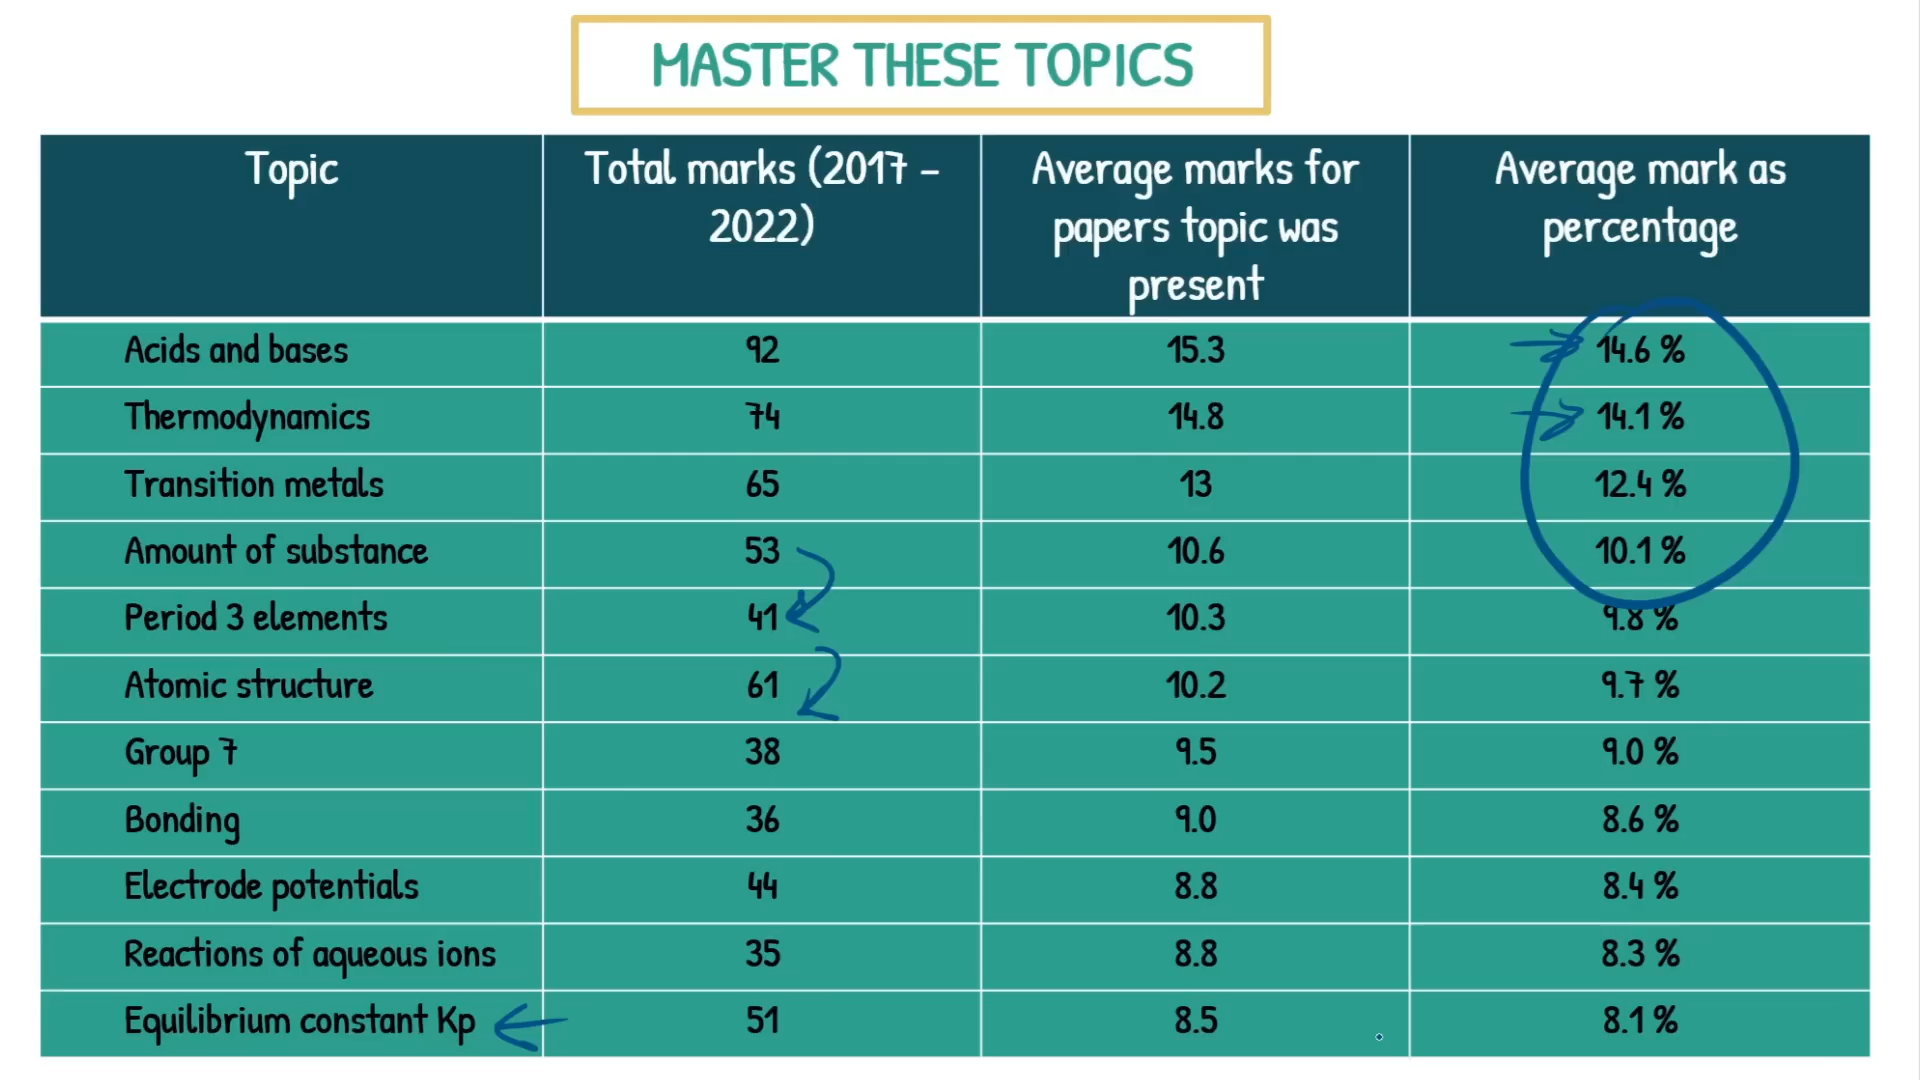 MASTER THESE TOPICS
Topic
Total marks (2017 –
2022)
Average marks for
papers topic was
present
Average mark as
percentage
Acids and bases 92 15.3 14.6 %
Thermodynamics 74 14.8 14.1 %
Transition metals 65 13 12.4 %
Amount of substance 53 10.6 10.1 %
Period 3 elements 41 10.3 9.8 %
Atomic structure 61 10.2 9.7 %
Group 7 38 9.5 9.0 %
Bonding 36 9.0 8.6 %
Electrode potentials 44 8.8 8.4 %
Reactions of aqueous ions 35 8.8 8.3 %
Equilibrium constant Kp 51 8.5 8.1 %